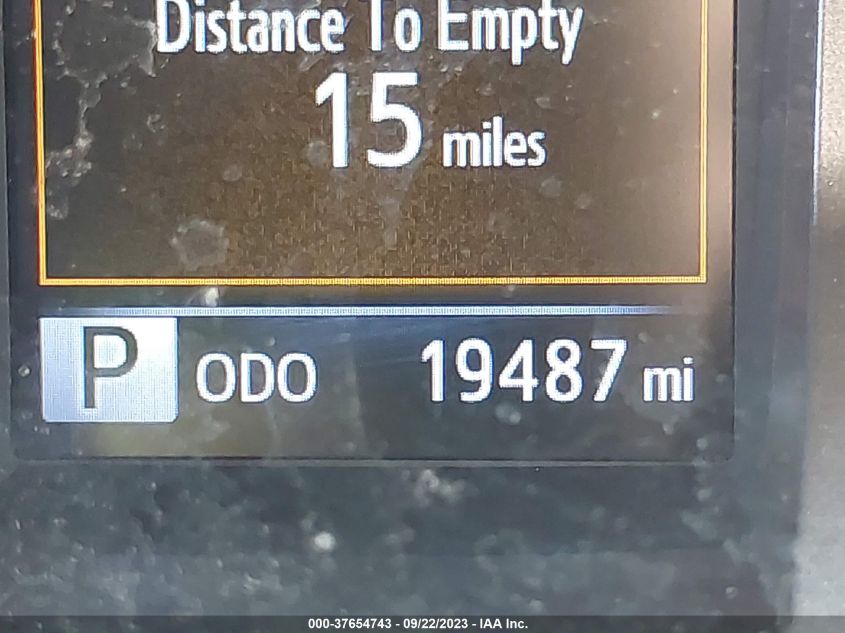 Distance To Empty
15 miles
P ODO 19487 mi
000-37654743 - 09/22/2023 - IAA Inc.